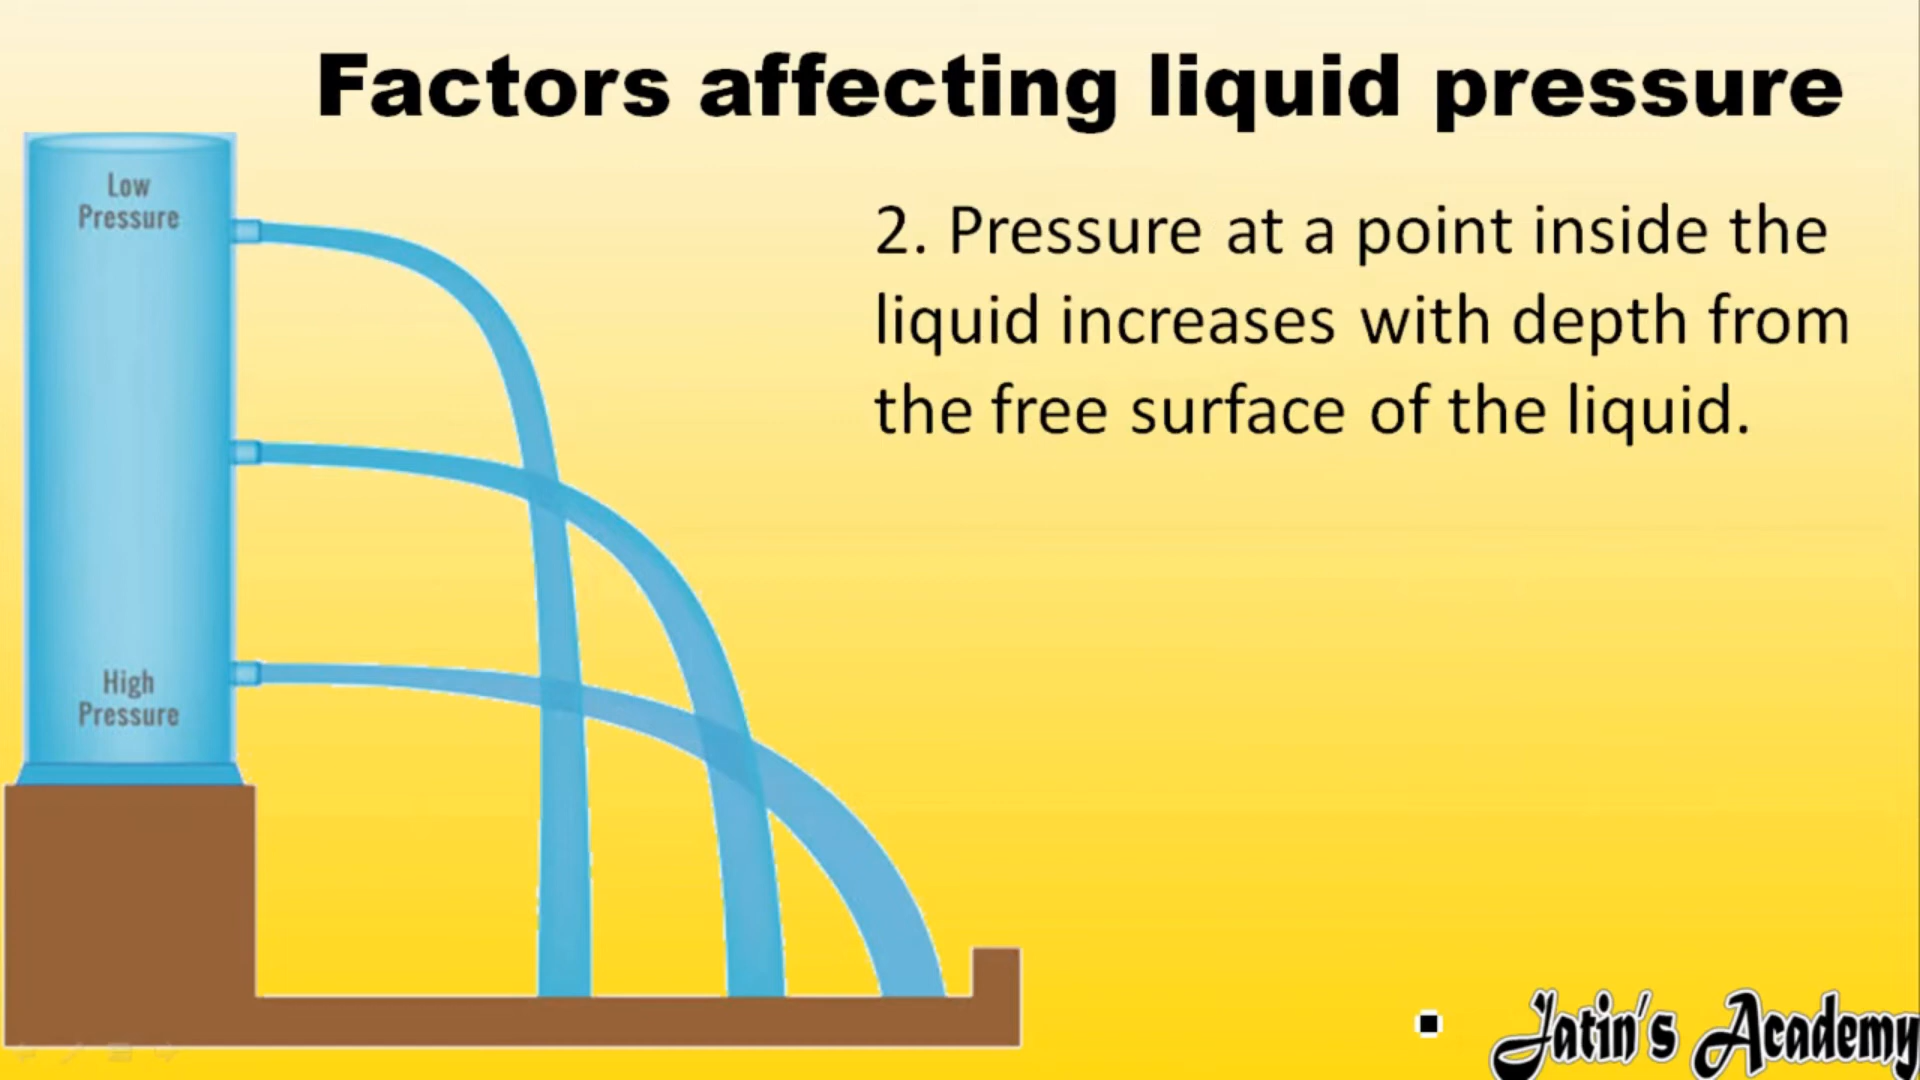 Factors affecting liquid pressure
Low
Pressure
2. Pressure at a point inside the
liquid increases with depth from
the free surface of the liquid.
High
Pressure
Jatin's Academy